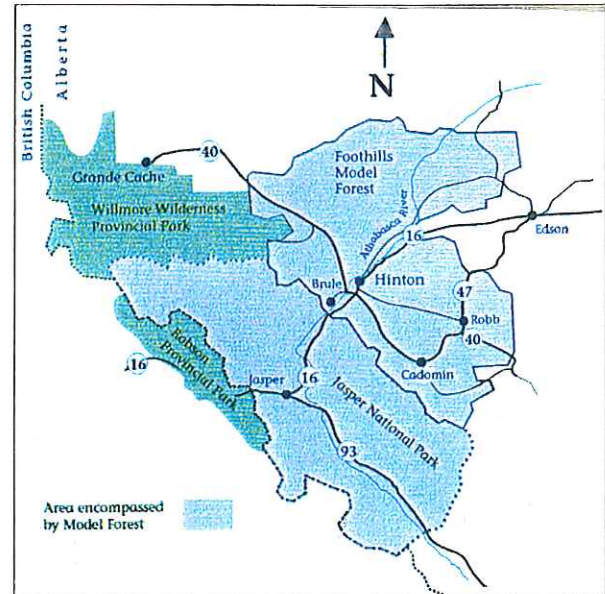 British Columbia
Alberta
N
40
Grande Cache
Foothills
Model
Forest
Willmore Wilderness
Provincial Park
Athabasca River
16
Edson
Hinton
Brule
47
Robb
40
Robson
Provincial Park
16
Jasper
16
Cadomin
Jasper National Park
93
Area encompassed
by Model Forest